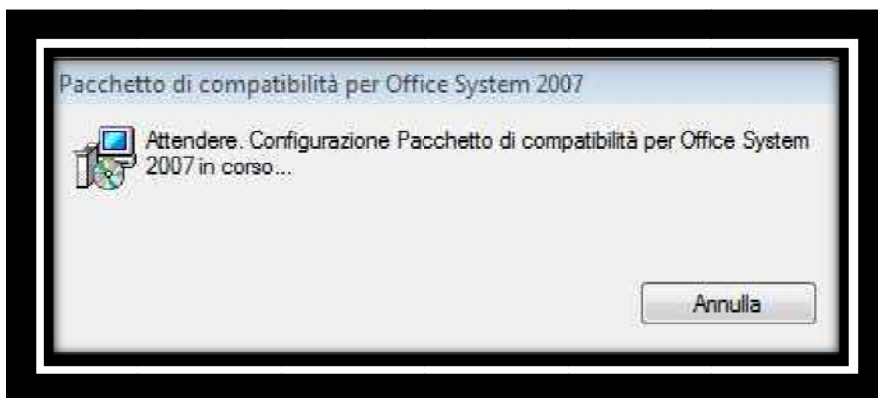 Pacchetto di compatibilità per Office System 2007
Attendere. Configurazione Pacchetto di compatibilità per Office System
2007 in corso...
Annulla